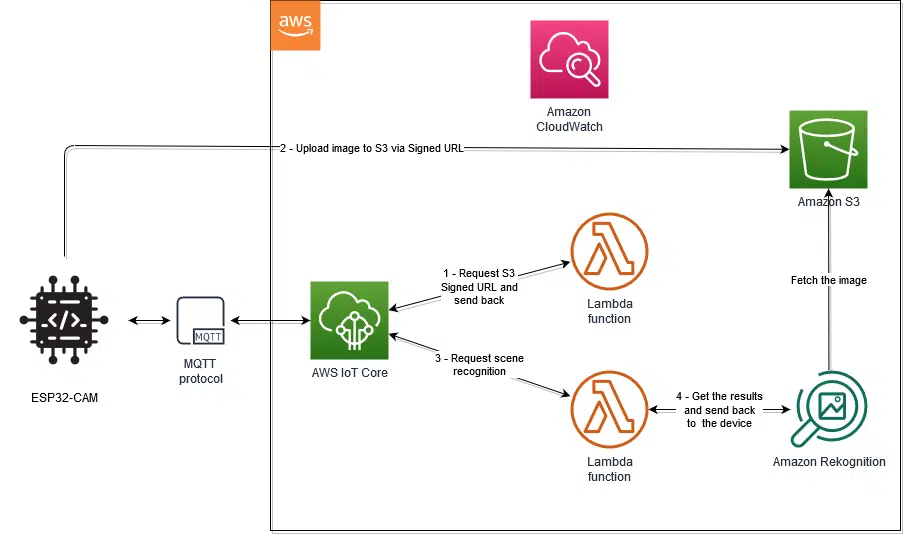 aws
Amazon
CloudWatch
2 - Upload image to S3 via Signed URL
Amazon S3
1 - Request S3
Signed URL and
send back
Lambda
function
Fetch the image
MQTT
MQTT
protocol
AWS IoT Core
ESP32-CAM
3 - Request scene
recognition
4 - Get the results
and send back
to the device
Lambda
function
Amazon Rekognition